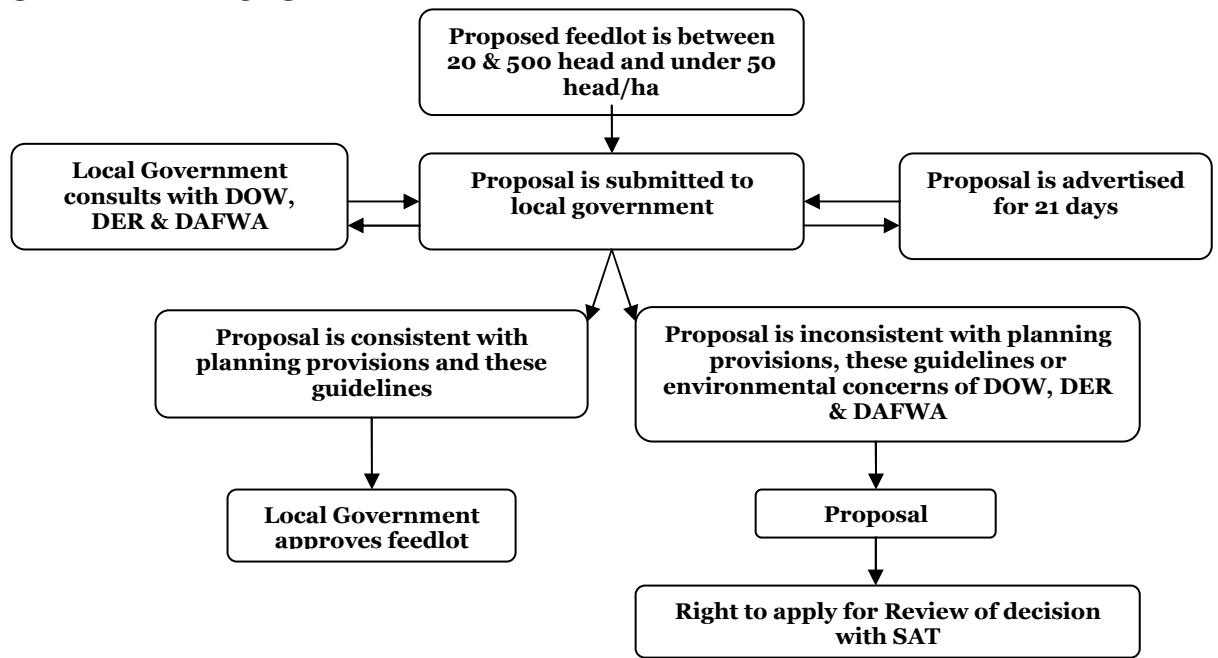 Proposed feedlot is between
20 & 500 head and under 50
head/ha
Local Government
consults with DOW,
DER & DAFWA
Proposal is submitted to
local government
Proposal is advertised
for 21 days
Proposal is consistent with
planning provisions and these
guidelines
Proposal is inconsistent with planning
provisions, these guidelines or
environmental concerns of DOW, DER
& DAFWA
Local Government
approves feedlot
Proposal
Right to apply for Review of decision
with SAT